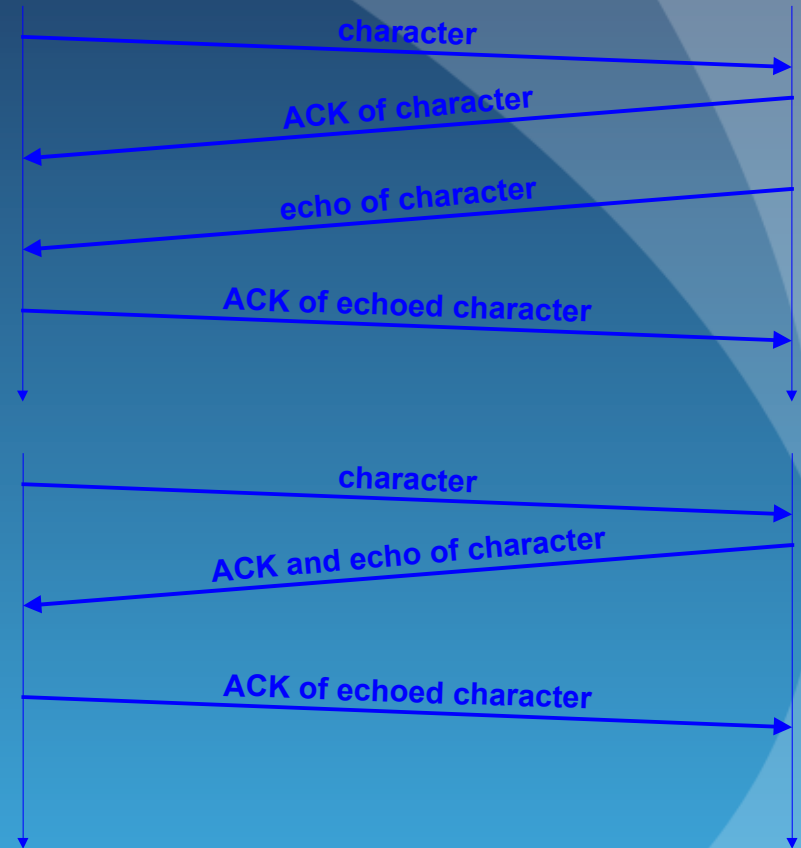 character
ACK of character
echo of character
ACK of echoed character
character
ACK and echo of character
ACK of echoed character